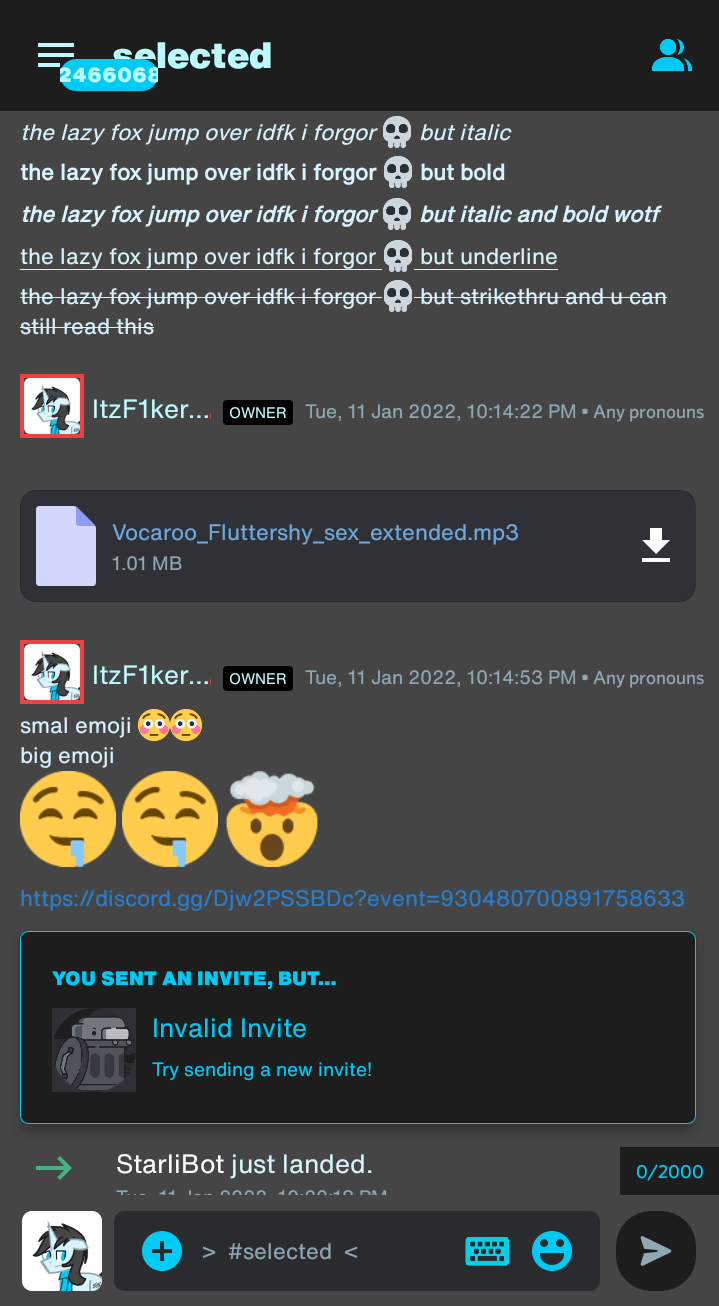 selected
2466068
the lazy fox jump over idfk i forgor 💀 but italic
the lazy fox jump over idfk i forgor 💀 but bold
the lazy fox jump over idfk i forgor 💀 but italic and bold wotf
the lazy fox jump over idfk i forgor 💀 but underline
the lazy fox jump over idfk i forgor 💀 but strikethru and u can
still read this
ItzF1ker... OWNER Tue, 11 Jan 2022, 10:14:22 PM • Any pronouns
Vocaroo_Fluttershy_sex_extended.mp3
1.01 MB
ItzF1ker... OWNER Tue, 11 Jan 2022, 10:14:53 PM • Any pronouns
smal emoji 😳😳
big emoji
🤤🤤🤯
https://discord.gg/Djw2PSSBDc?event=930480700891758633
YOU SENT AN INVITE, BUT...
Invalid Invite
Try sending a new invite!
StarliBot just landed.
0/2000
> #selected <